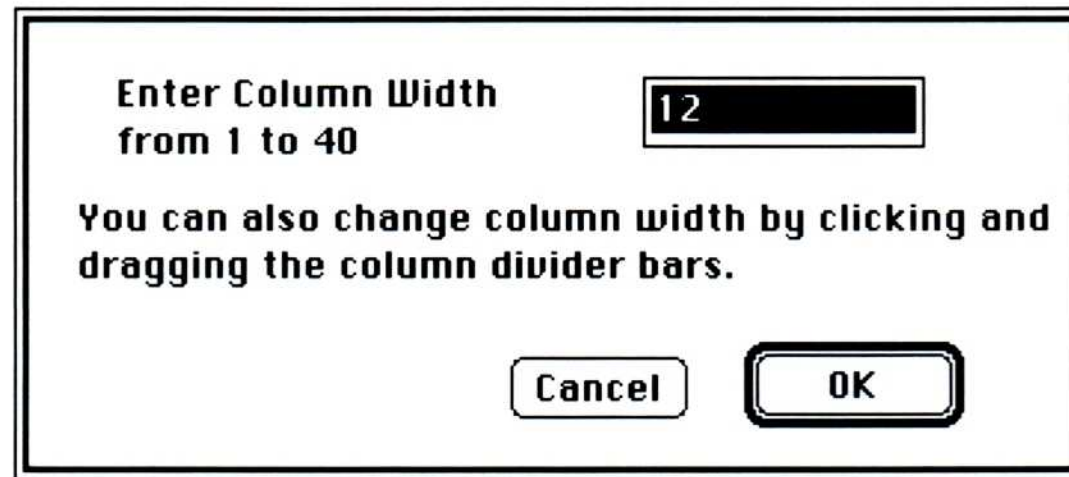 Enter Column Width
from 1 to 40
12
You can also change column width by clicking and
dragging the column divider bars.
Cancel
OK